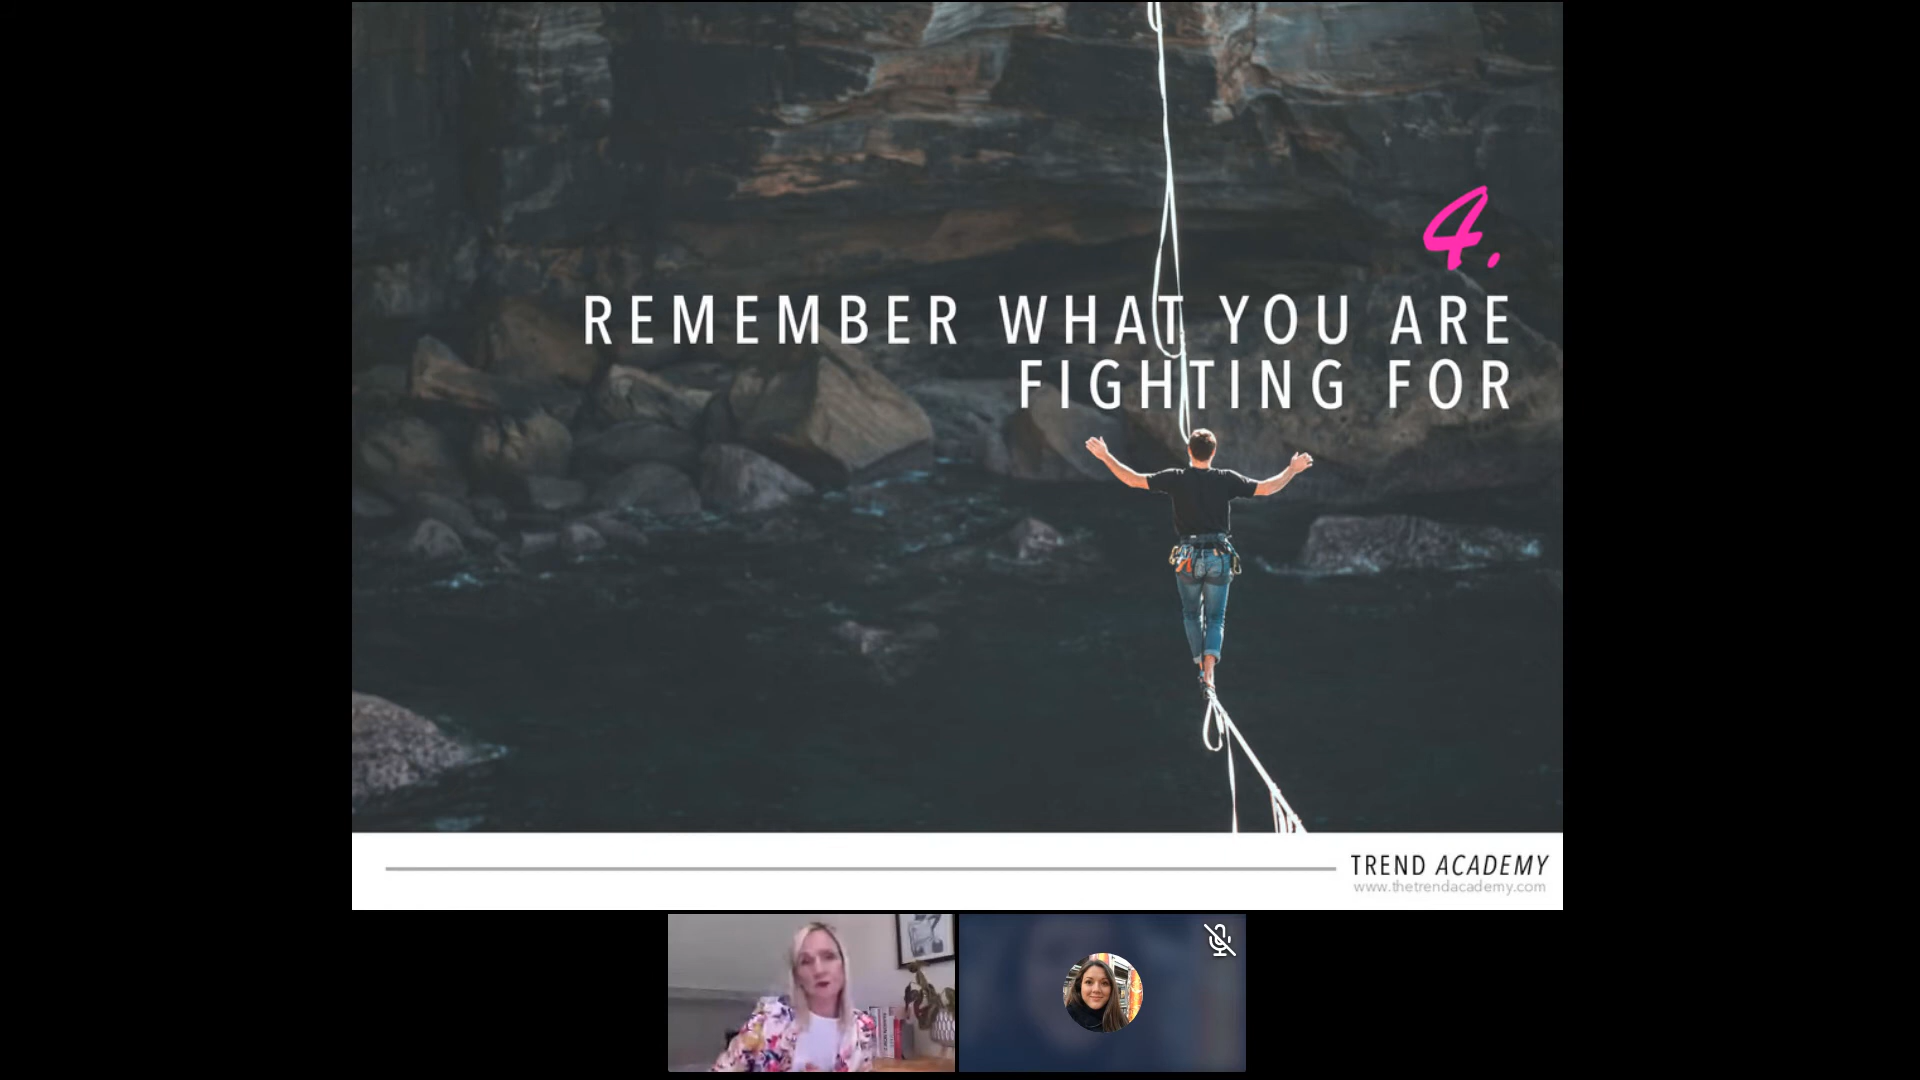 4.
REMEMBER WHAT YOU ARE
FIGHTING FOR
TREND ACADEMY
www.thetrendacademy.com